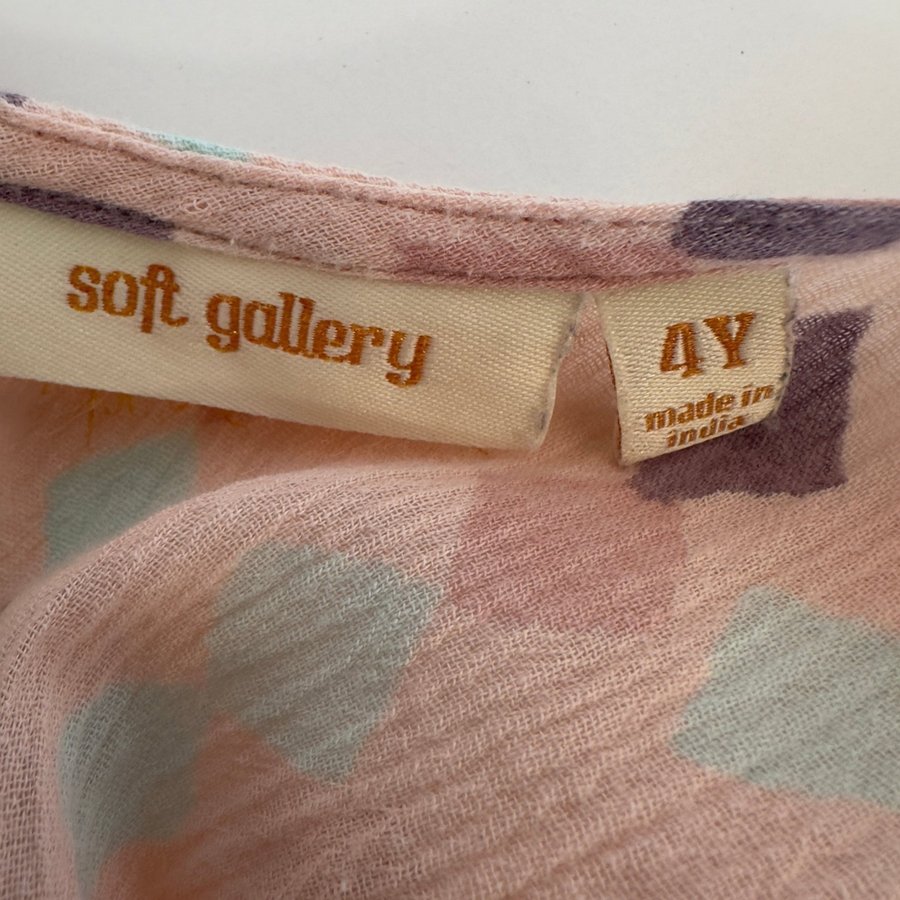 soft gallery
4Y
made in
india